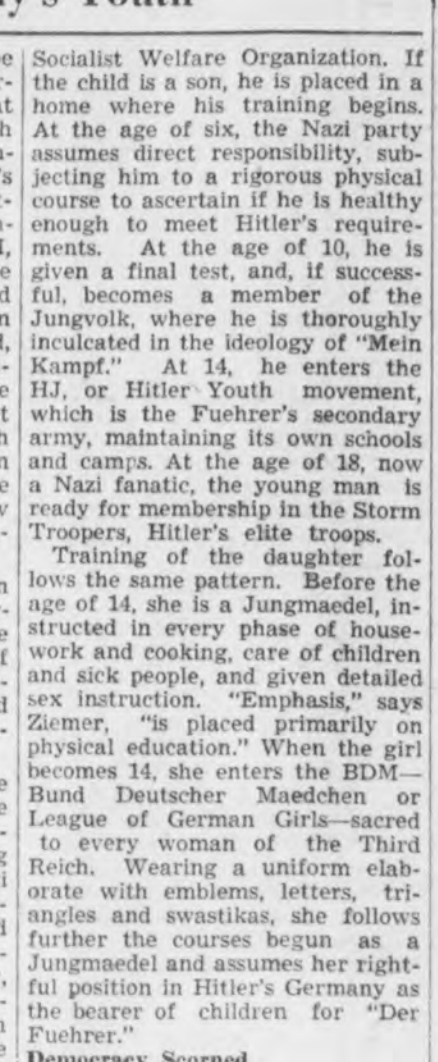 Socialist Welfare Organization. If
the child is a son, he is placed in a
home where his training begins.
At the age of six, the Nazi party
assumes direct responsibility, sub-
jecting him to a rigorous physical
course to ascertain if he is healthy
enough to meet Hitler's require-
ments. At the age of 10, he is
given a final test, and, if success-
ful, becomes a member of the
Jungvolk, where he is thoroughly
inculcated in the ideology of "Mein
Kampf." At 14, he enters the
HJ, or Hitler Youth movement,
which is the Fuehrer's secondary
army, maintaining its own schools
and camps. At the age of 18, now
a Nazi fanatic, the young man is
ready for membership in the Storm
Troopers, Hitler's elite troops.
Training of the daughter fol-
lows the same pattern. Before the
age of 14, she is a Jungmaedel, in-
structed in every phase of house-
work and cooking, care of children
and sick people, and given detailed
sex instruction. "Emphasis," says
Ziemer, "is placed primarily on
physical education." When the girl
becomes 14, she enters the BDM—
Bund Deutscher Maedchen or
League of German Girls—sacred
to every woman of the Third
Reich. Wearing a uniform elab-
orate with emblems, letters, tri-
angles and swastikas, she follows
further the courses begun as a
Jungmaedel and assumes her right-
ful position in Hitler's Germany as
the bearer of children for "Der
Fuehrer."
Democracy Scorned